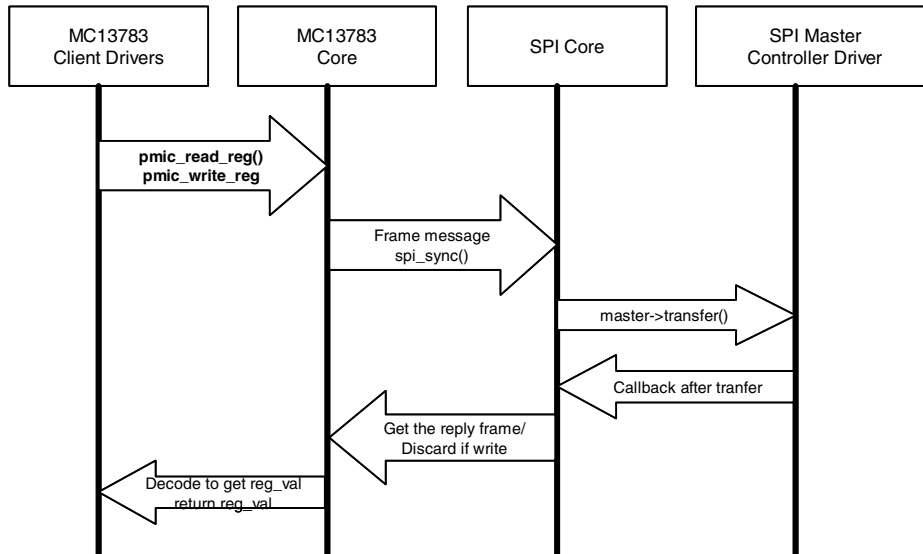 MC13783
Client Drivers
MC13783
Core
SPI Core
SPI Master
Controller Driver
pmic_read_reg()
pmic_write_reg
Frame message
spi_sync()
master->transfer()
Callback after tranfer
Get the reply frame/
Discard if write
Decode to get reg_val
return reg_val